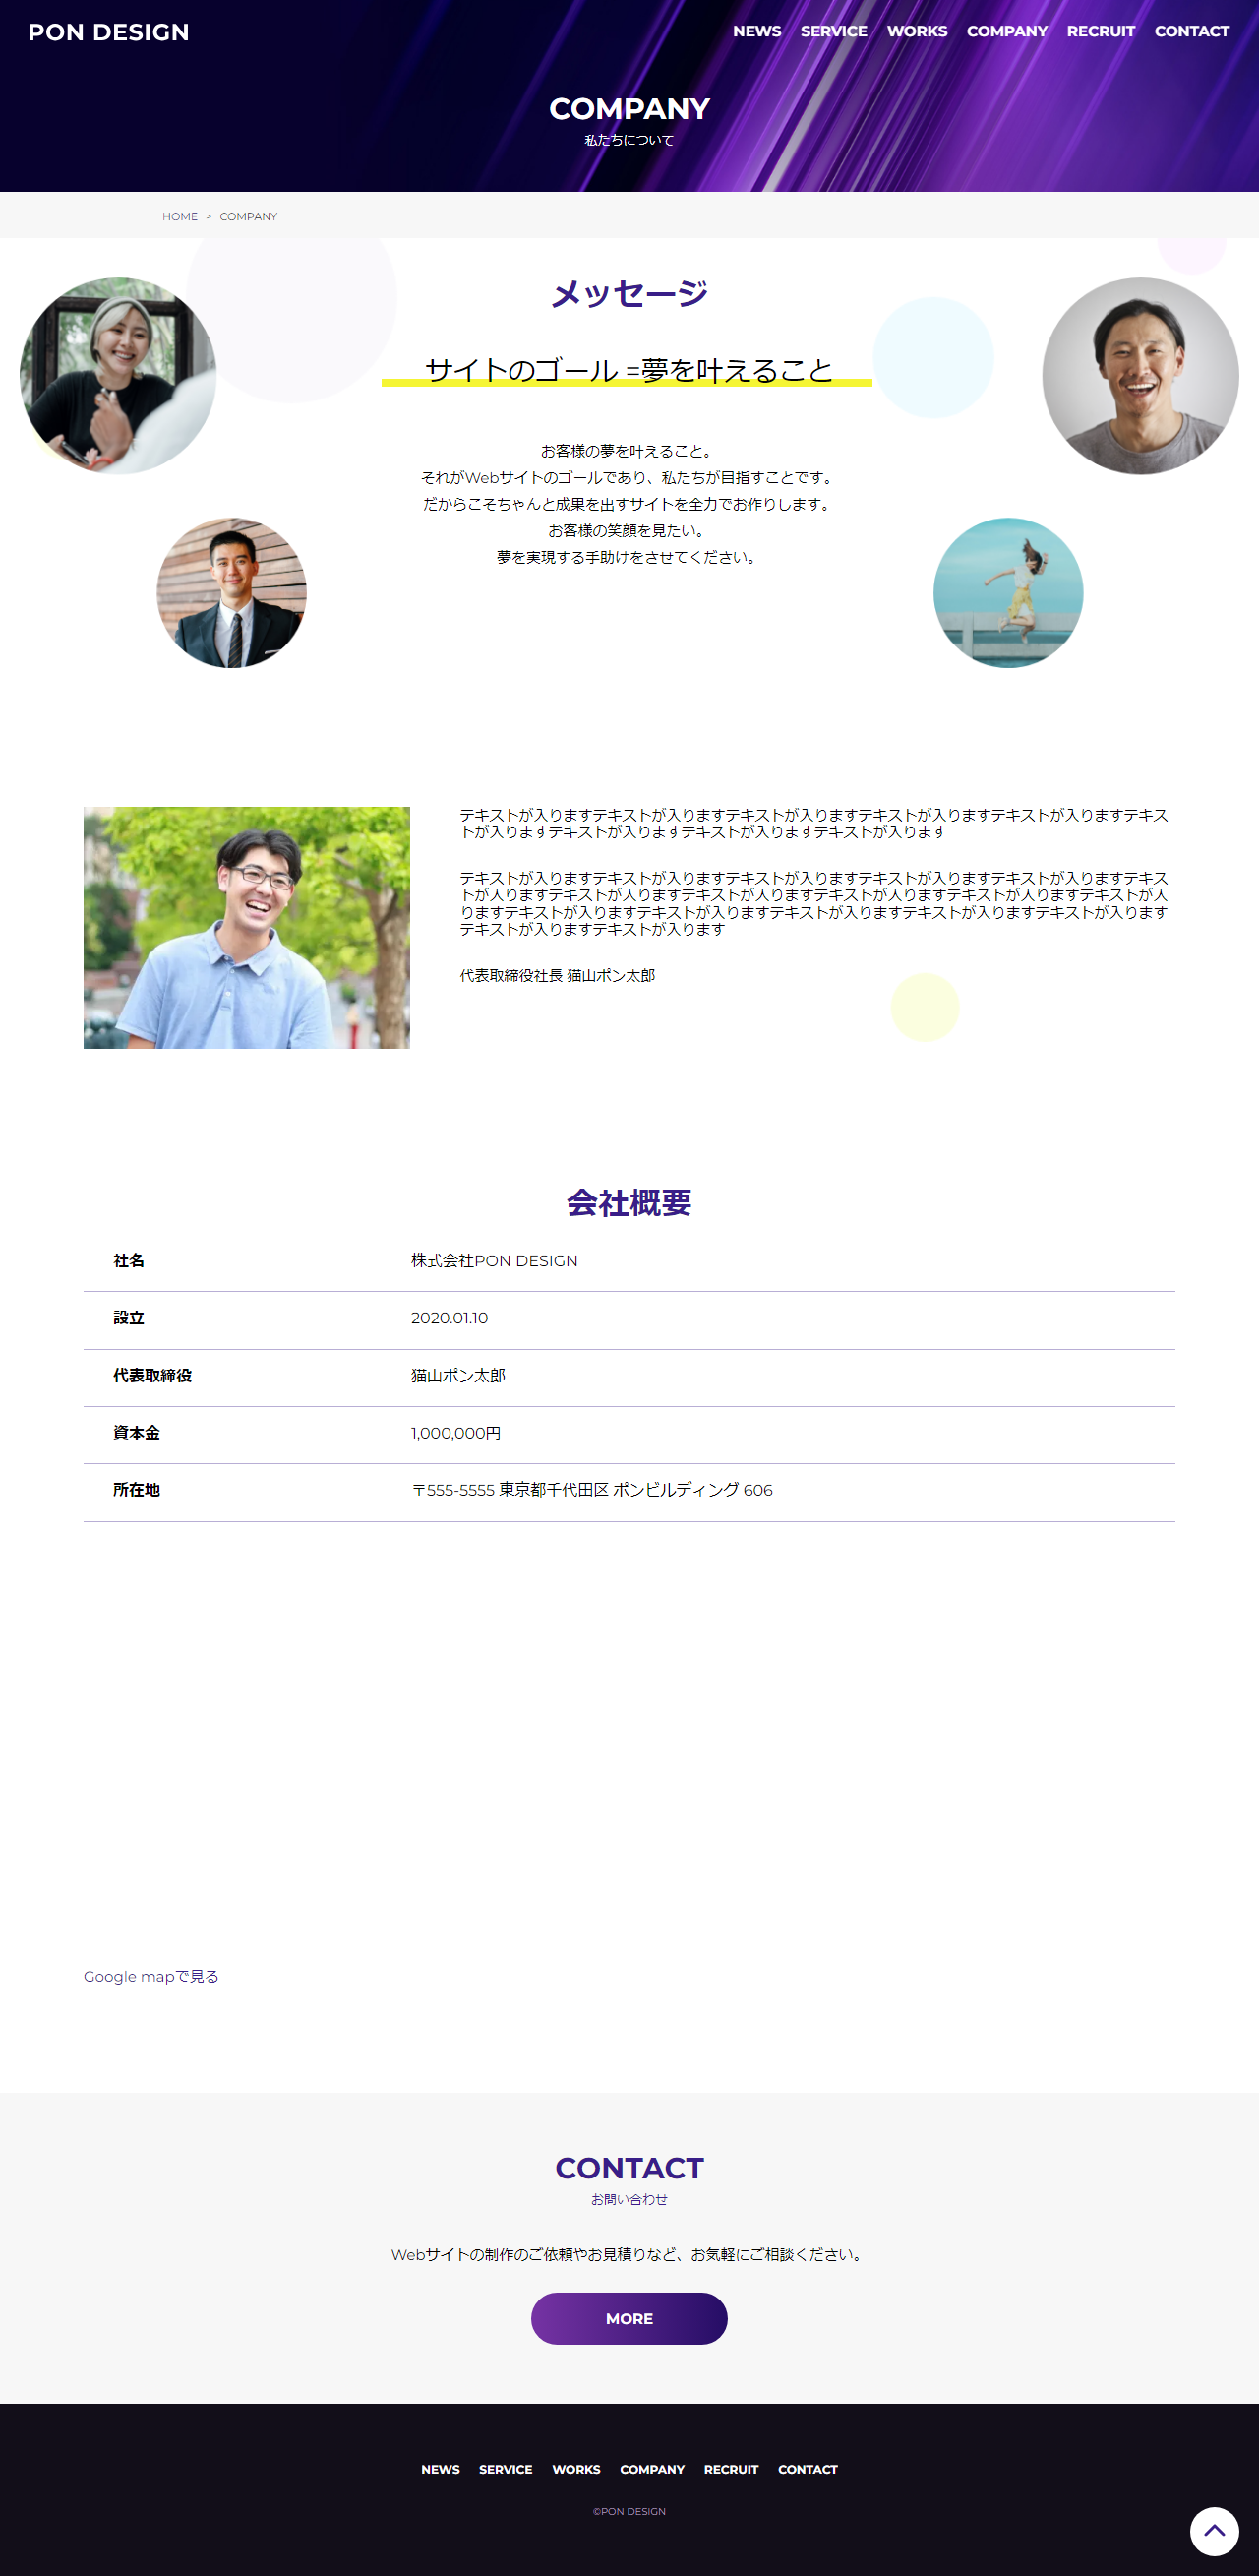 PON DESIGN
NEWS SERVICE WORKS COMPANY RECRUIT CONTACT
COMPANY
私たちについて
HOME > COMPANY
メッセージ
サイトのゴール =夢を叶えること
お客様の夢を叶えること。
それがWebサイトのゴールであり、私たちが目指すことです。
だからこそちゃんと成果を出すサイトを全力でお作りします。
お客様の笑顔を見たい。
夢を実現する手助けをさせてください。
テキストが入りますテキストが入りますテキストが入りますテキストが入りますテキストが入りますテキス
トが入りますテキストが入りますテキストが入りますテキストが入ります
テキストが入りますテキストが入りますテキストが入りますテキストが入りますテキストが入りますテキス
トが入りますテキストが入りますテキストが入りますテキストが入りますテキストが入りますテキストが入
りますテキストが入りますテキストが入りますテキストが入りますテキストが入りますテキストが入ります
テキストが入りますテキストが入ります
代表取締役社長 猫山ポン太郎
会社概要
社名 株式会社PON DESIGN
設立 2020.01.10
代表取締役 猫山ポン太郎
資本金 1,000,000円
所在地 〒555-5555 東京都千代田区 ポンビルディング 606
Google mapで見る
CONTACT
お問い合わせ
Webサイトの制作のご依頼やお見積りなど、お気軽にご相談ください。
MORE
NEWS SERVICE WORKS COMPANY RECRUIT CONTACT
©PON DESIGN